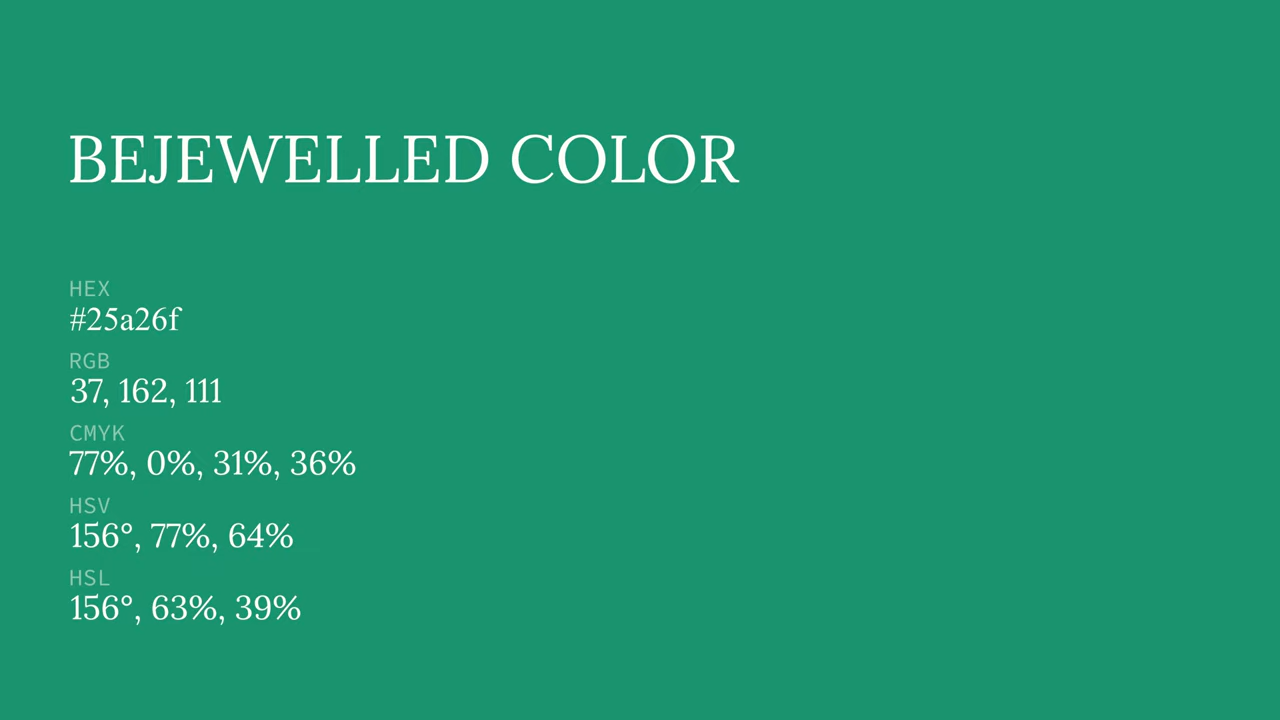 BEJEWELLED COLOR
HEX
#25a26f
RGB
37, 162, 111
CMYK
77%, 0%, 31%, 36%
HSV
156°, 77%, 64%
HSL
156°, 63%, 39%